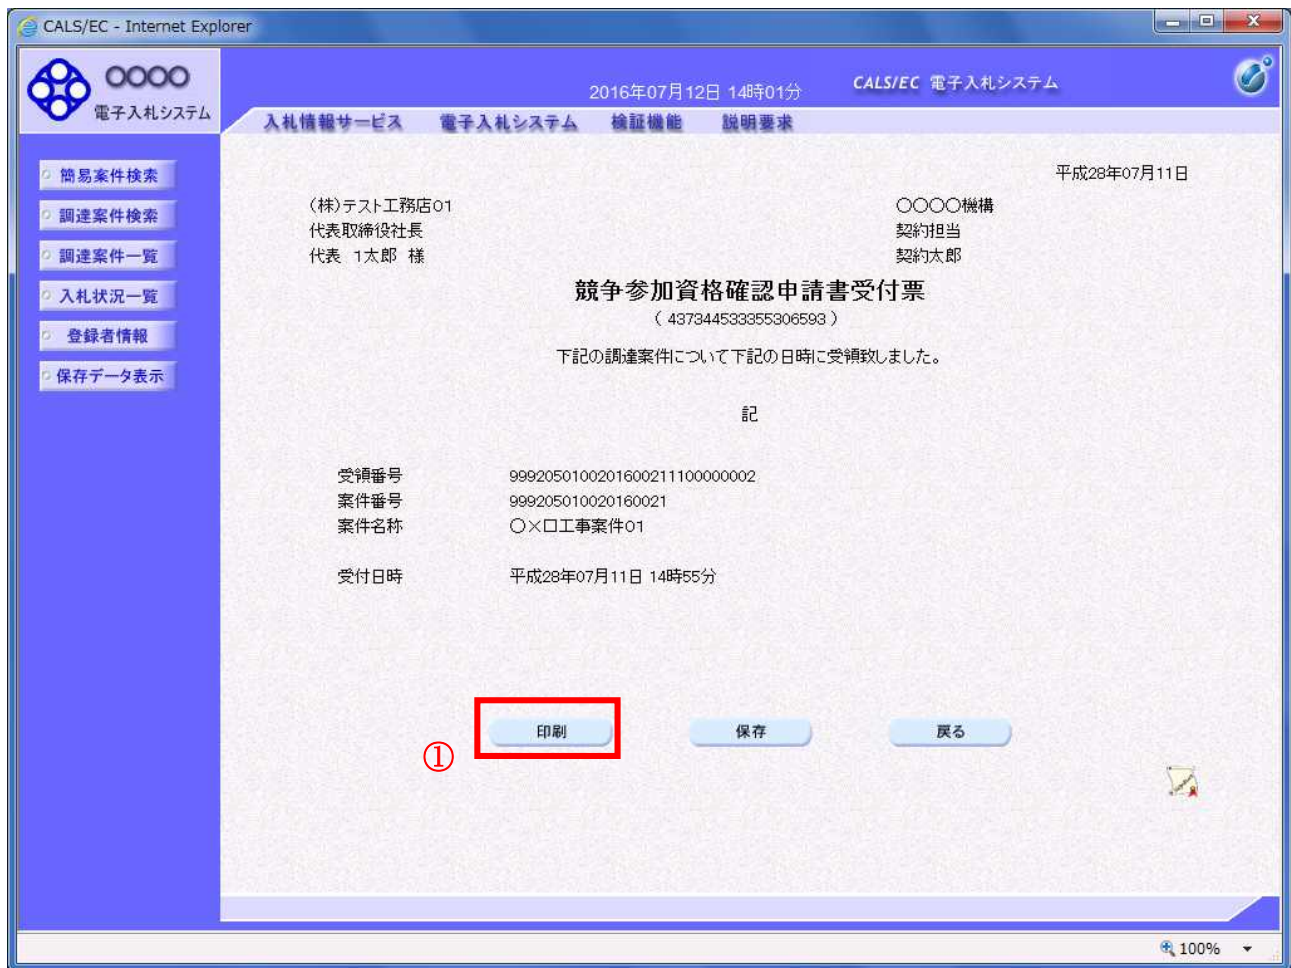 CALS/EC - Internet Explorer
〇〇〇〇
電子入札システム
2016年07月12日 14時01分
CALS/EC 電子入札システム
入札情報サービス 電子入札システム 検証機能 説明要求
簡易案件検索
調達案件検索
調達案件一覧
入札状況一覧
登録者情報
保存データ表示
平成28年07月11日
(株)テスト工務店01
代表取締役社長
代表 1太郎 様
〇〇〇〇機構
契約担当
契約太郎
競争参加資格確認申請書受付票
( 437344533355306593 )
下記の調達案件について下記の日時に受領致しました。
記
受領番号 9992050100201600211100000002
案件番号 999205010020160021
案件名称 〇×口工事案件01
受付日時 平成28年07月11日 14時55分
①
印刷 保存 戻る
100%